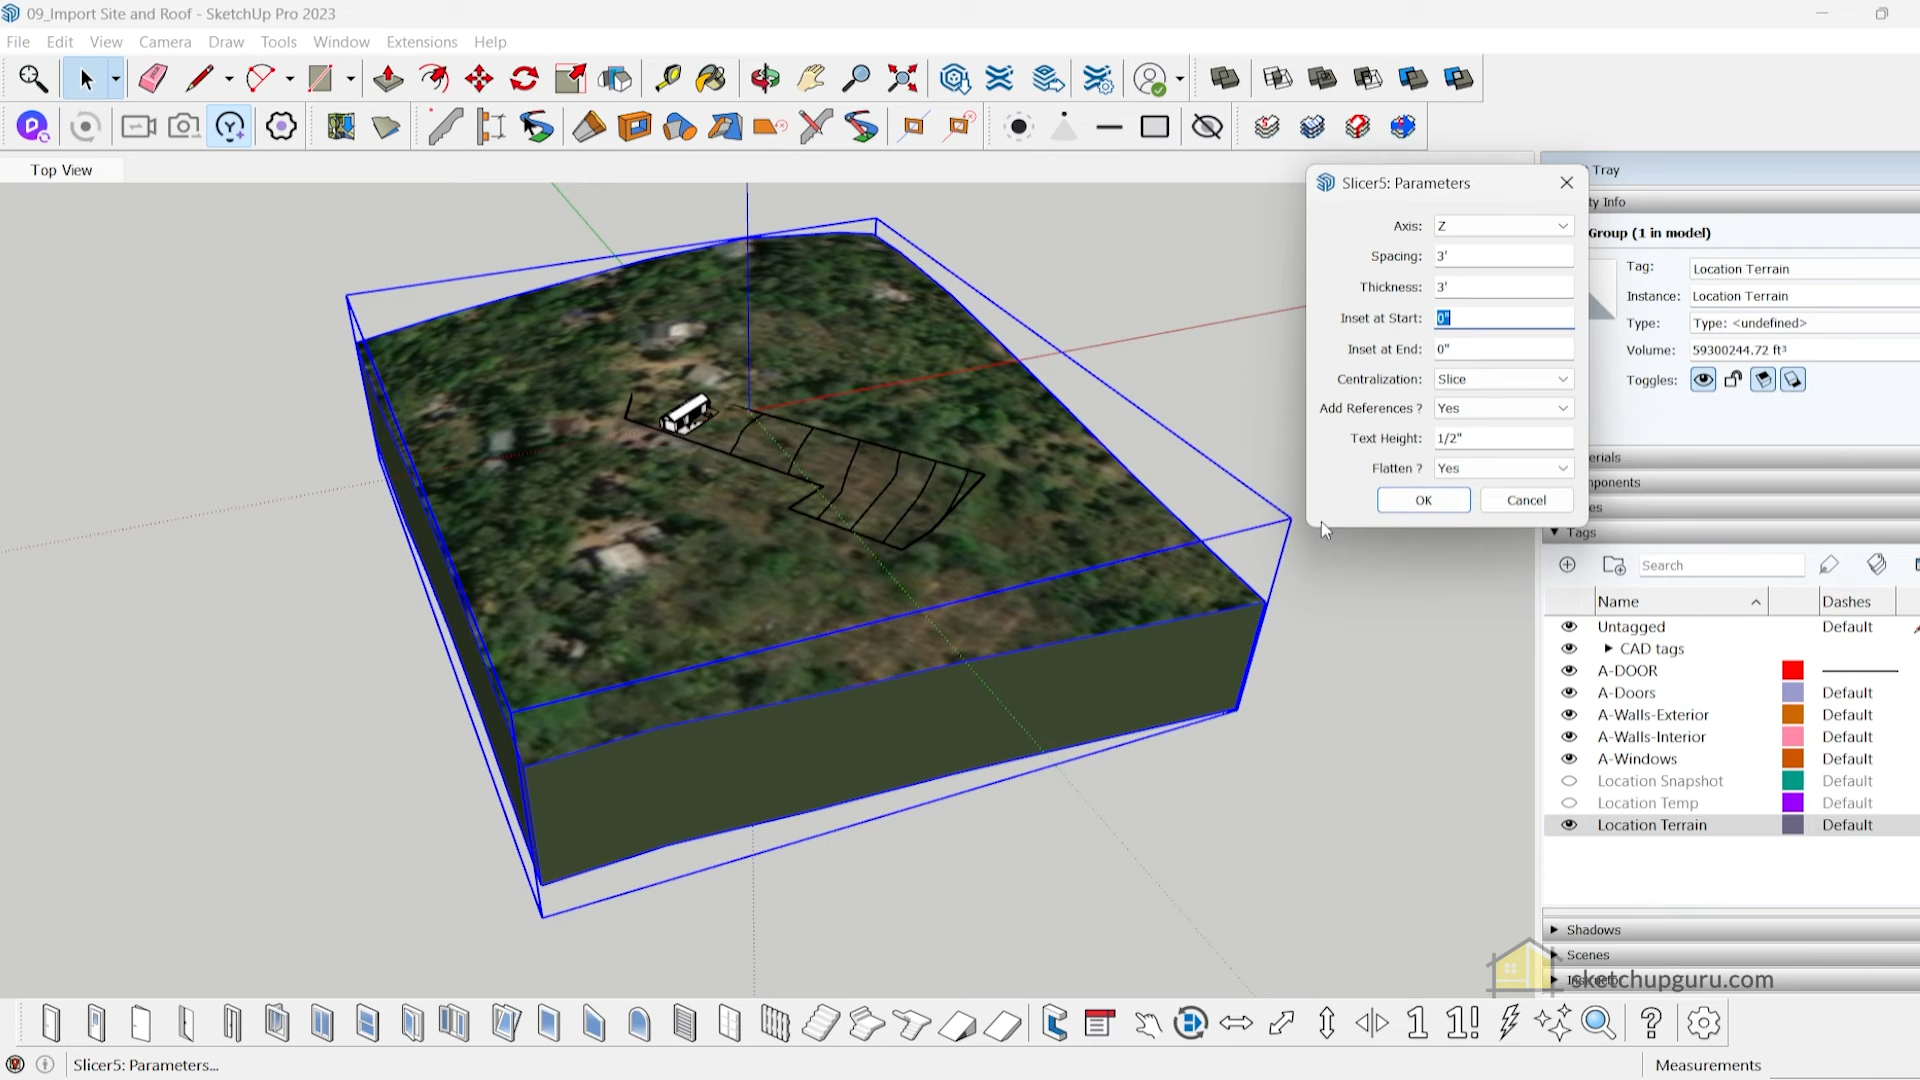 09_Import Site and Roof - SketchUp Pro 2023
File Edit View Camera Draw Tools Window Extensions Help
Top View
Slicer5: Parameters
Axis: Z
Spacing: 3'
Thickness: 3'
Inset at Start: 0"
Inset at End: 0"
Centralization: Slice
Add References ? Yes
Text Height: 1/2"
Flatten ? Yes
OK Cancel
Tray
ty Info
Group (1 in model)
Tag: Location Terrain
Instance: Location Terrain
Type: Type: <undefined>
Volume: 59300244.72 ft³
Toggles:
erials
ponents
es
Tags
Search
Name Dashes
Untagged Default
CAD tags
A-DOOR
A-Doors Default
A-Walls-Exterior Default
A-Walls-Interior Default
A-Windows Default
Location Snapshot Default
Location Temp Default
Location Terrain Default
Shadows
Scenes
sketchupguru.com
1 1!
Slicer5: Parameters...
Measurements